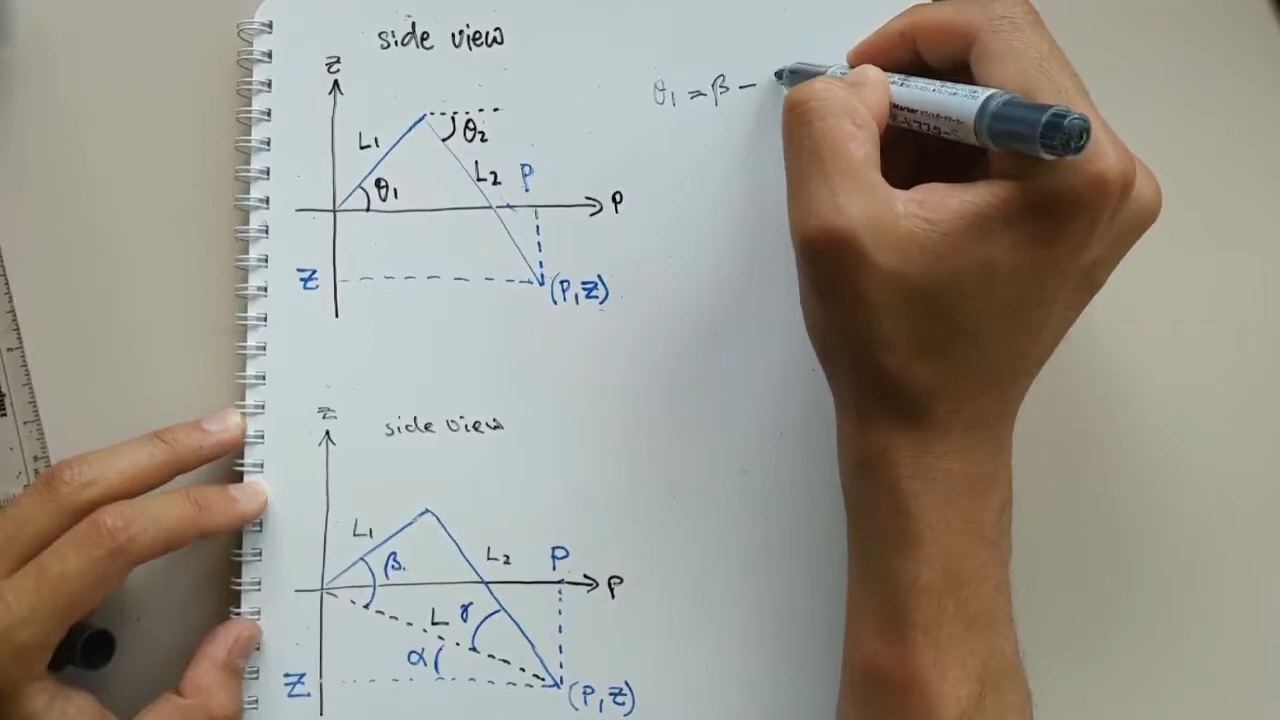 side view
z
θ1 = β −
L1
θ2
L2
P
θ1
P
Z
(P,Z)
z
side view
L1
β
L2
P
P
L
γ
α
Z
(P,Z)